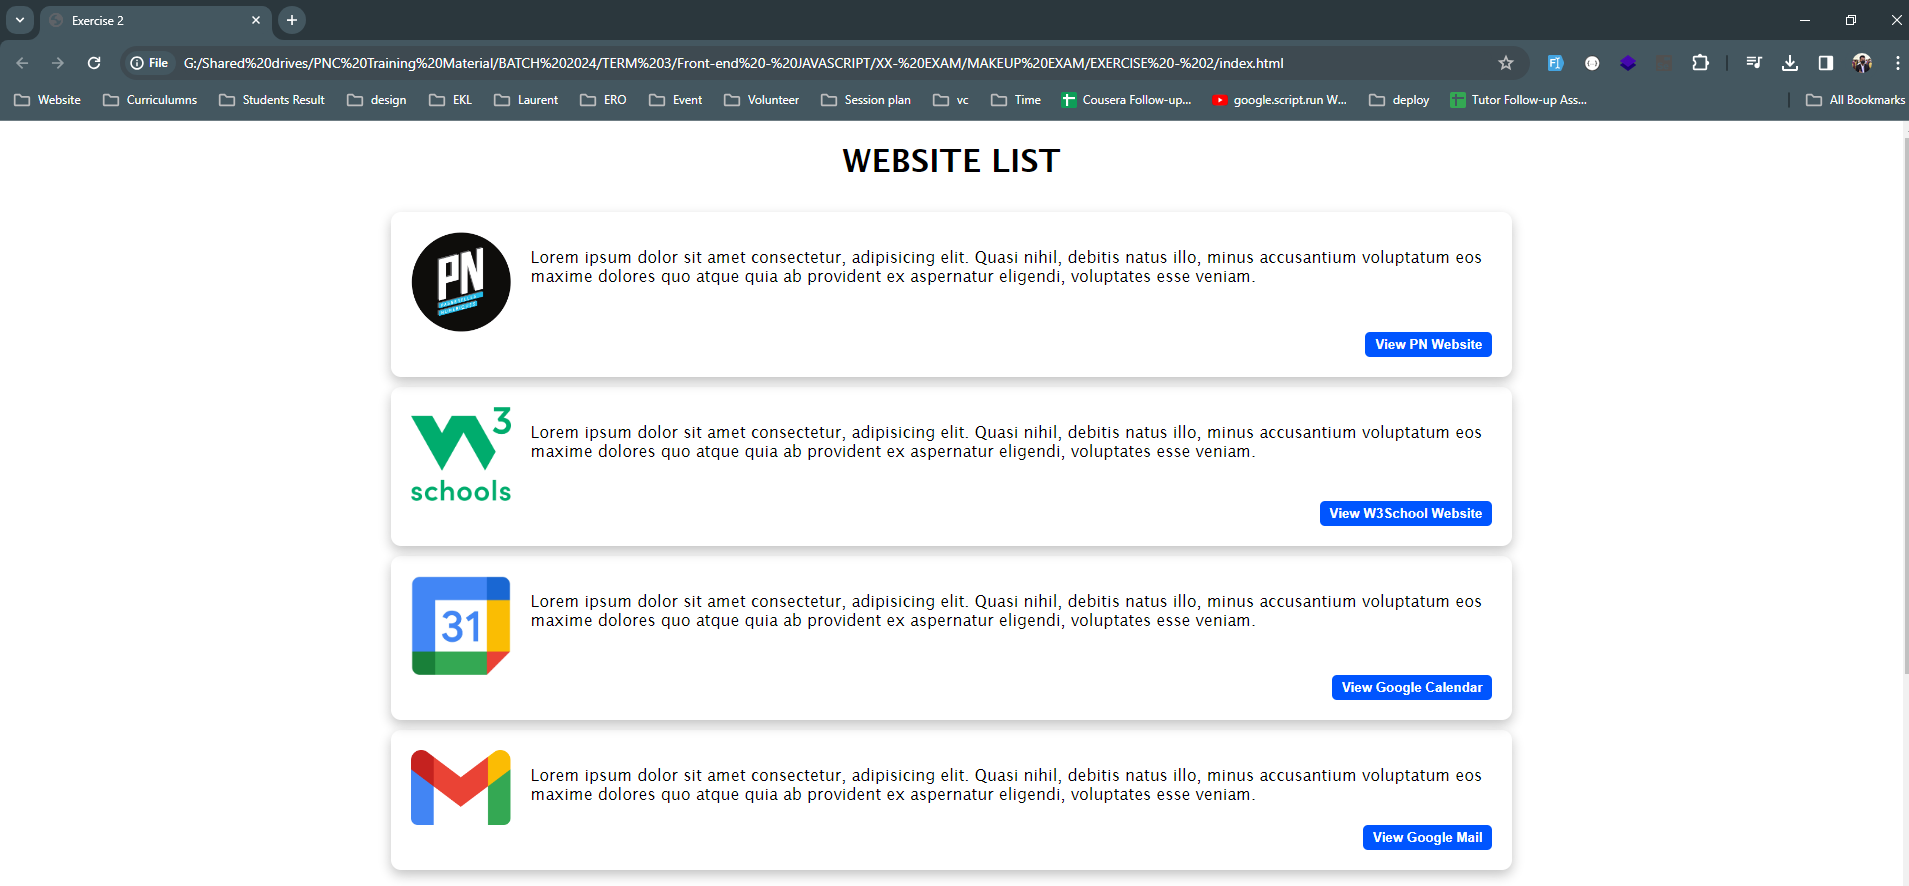 Exercise 2
File G:/Shared%20drives/PNC%20Training%20Material/BATCH%202024/TERM%203/Front-end%20-%20JAVASCRIPT/XX-%20EXAM/MAKEUP%20EXAM/EXERCISE%20-%202/index.html
Website Curriculumns Students Result design EKL Laurent ERO Event Volunteer Session plan vc Time Cousera Follow-up... google.script.run W... deploy Tutor Follow-up Ass... All Bookmarks
WEBSITE LIST
PN
Lorem ipsum dolor sit amet consectetur, adipisicing elit. Quasi nihil, debitis natus illo, minus accusantium voluptatum eos
maxime dolores quo atque quia ab provident ex aspernatur eligendi, voluptates esse veniam.
View PN Website
W3
schools
Lorem ipsum dolor sit amet consectetur, adipisicing elit. Quasi nihil, debitis natus illo, minus accusantium voluptatum eos
maxime dolores quo atque quia ab provident ex aspernatur eligendi, voluptates esse veniam.
View W3School Website
31
Lorem ipsum dolor sit amet consectetur, adipisicing elit. Quasi nihil, debitis natus illo, minus accusantium voluptatum eos
maxime dolores quo atque quia ab provident ex aspernatur eligendi, voluptates esse veniam.
View Google Calendar
Lorem ipsum dolor sit amet consectetur, adipisicing elit. Quasi nihil, debitis natus illo, minus accusantium voluptatum eos
maxime dolores quo atque quia ab provident ex aspernatur eligendi, voluptates esse veniam.
View Google Mail